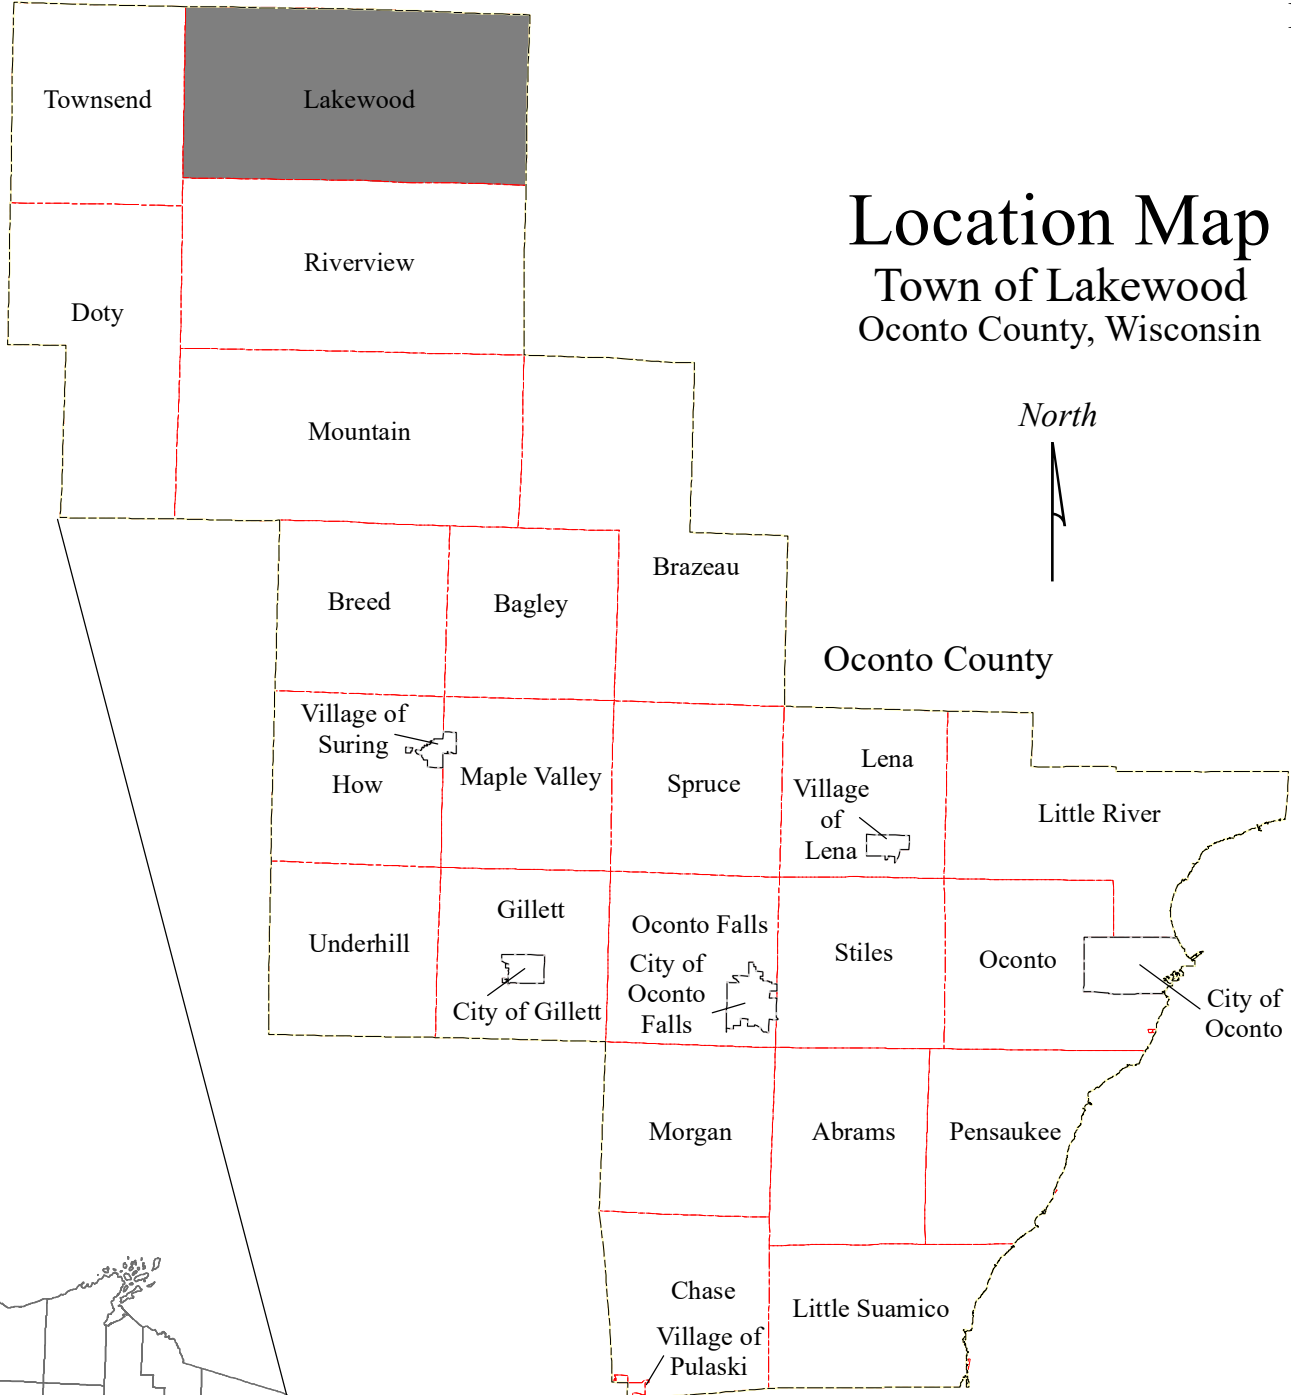 Townsend
Lakewood
Location Map
Town of Lakewood
Oconto County, Wisconsin
Riverview
Doty
North
Mountain
Brazeau
Breed
Bagley
Oconto County
Village of
Suring
How
Maple Valley
Spruce
Lena
Village
of
Lena
Little River
Underhill
Gillett
City of Gillett
Oconto Falls
City of
Oconto
Falls
Stiles
Oconto
City of
Oconto
Morgan
Abrams
Pensaukee
Chase
Village of
Pulaski
Little Suamico